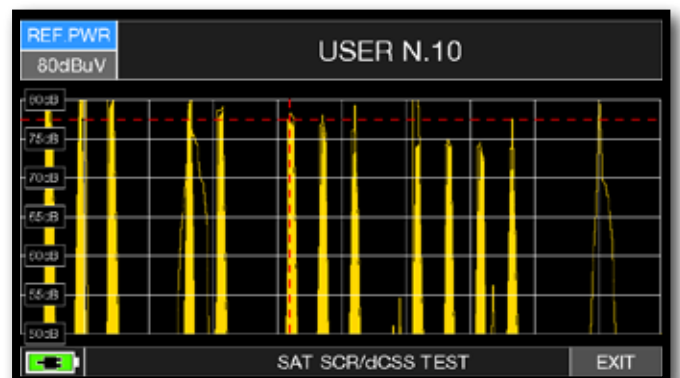 REF.PWR
80dBuV
USER N.10
80dB
75dB
70dB
65dB
60dB
55dB
50dB
SAT SCR/dCSS TEST
EXIT